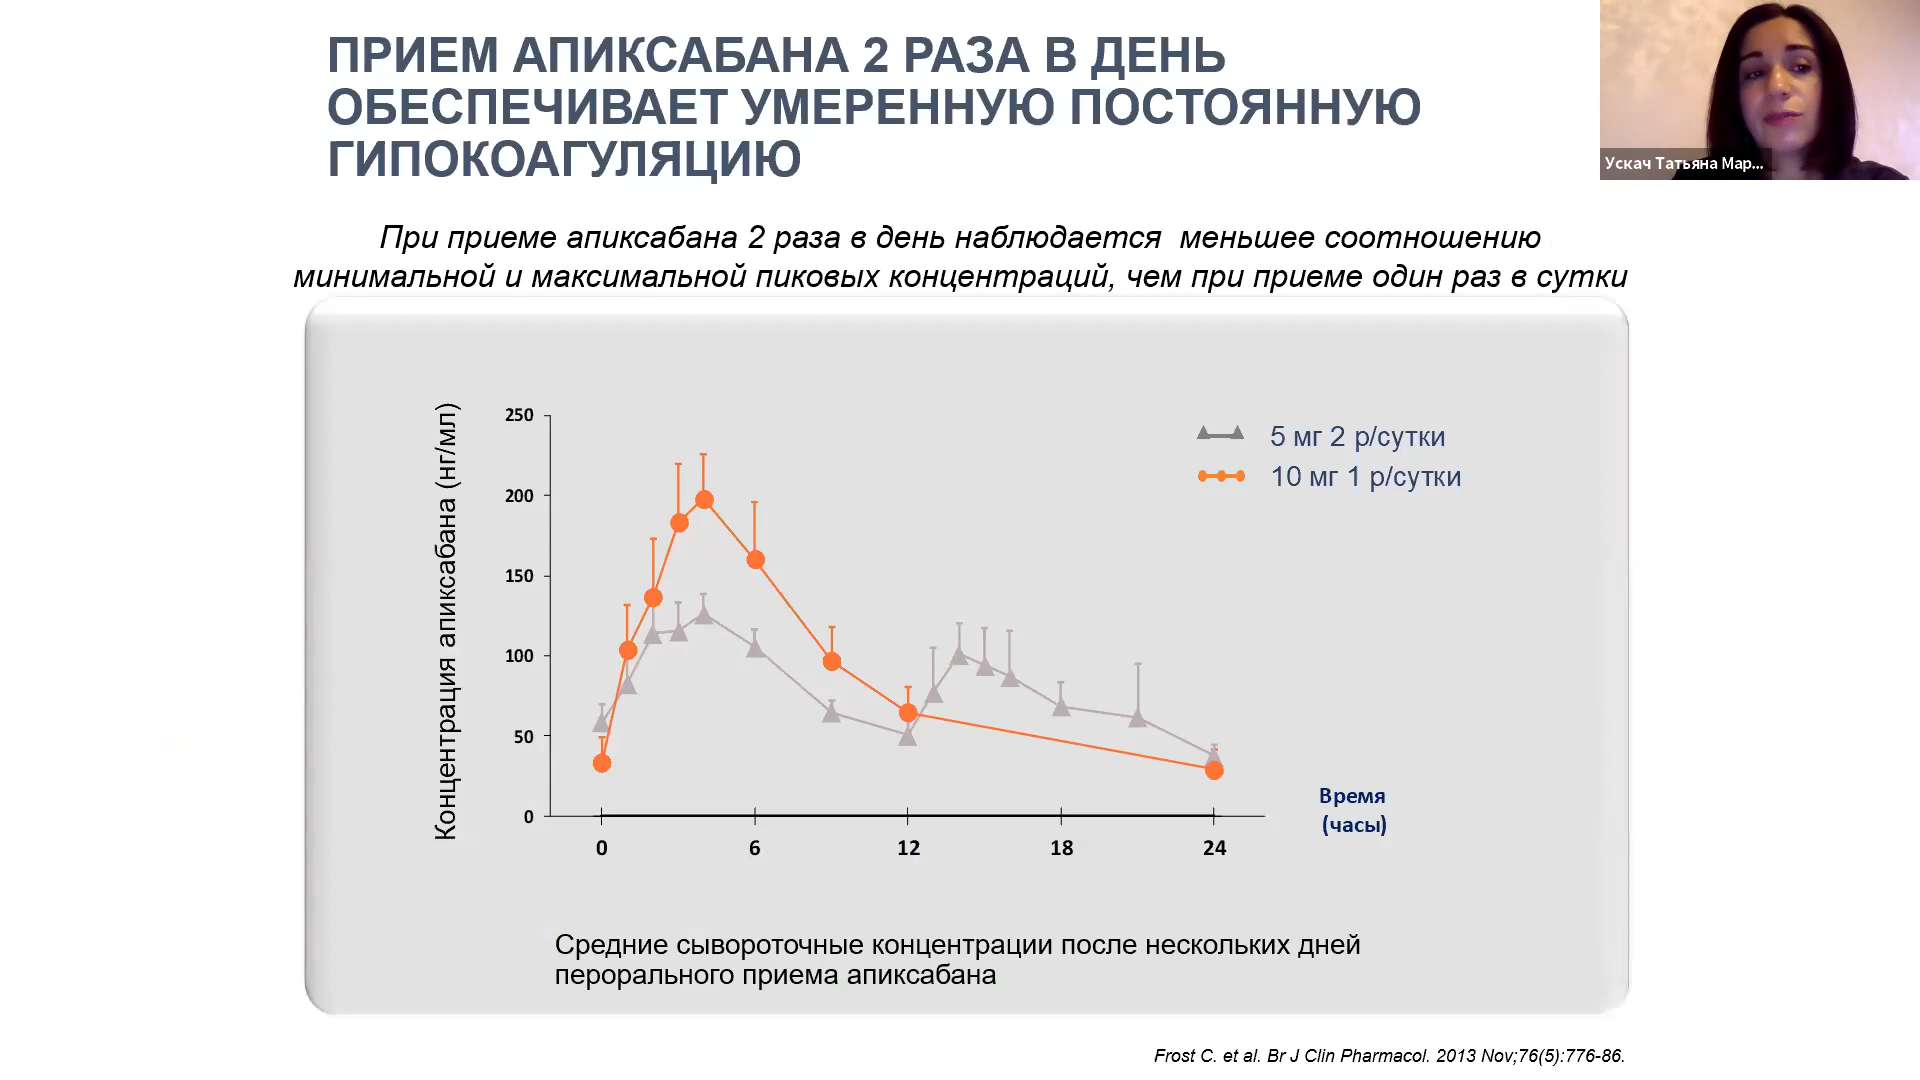 ПРИЕМ АПИКСАБАНА 2 РАЗА В ДЕНЬ
ОБЕСПЕЧИВАЕТ УМЕРЕННУЮ ПОСТОЯННУЮ
ГИПОКОАГУЛЯЦИЮ
Ускач Татьяна Мар...
При приеме апиксабана 2 раза в день наблюдается меньшее соотношению
минимальной и максимальной пиковых концентраций, чем при приеме один раз в сутки
Концентрация апиксабана (нг/мл)
250
200
150
100
50
0
5 мг 2 р/сутки
10 мг 1 р/сутки
0 6 12 18 24
Время
(часы)
Средние сывороточные концентрации после нескольких дней
перорального приема апиксабана
Frost C. et al. Br J Clin Pharmacol. 2013 Nov;76(5):776-86.